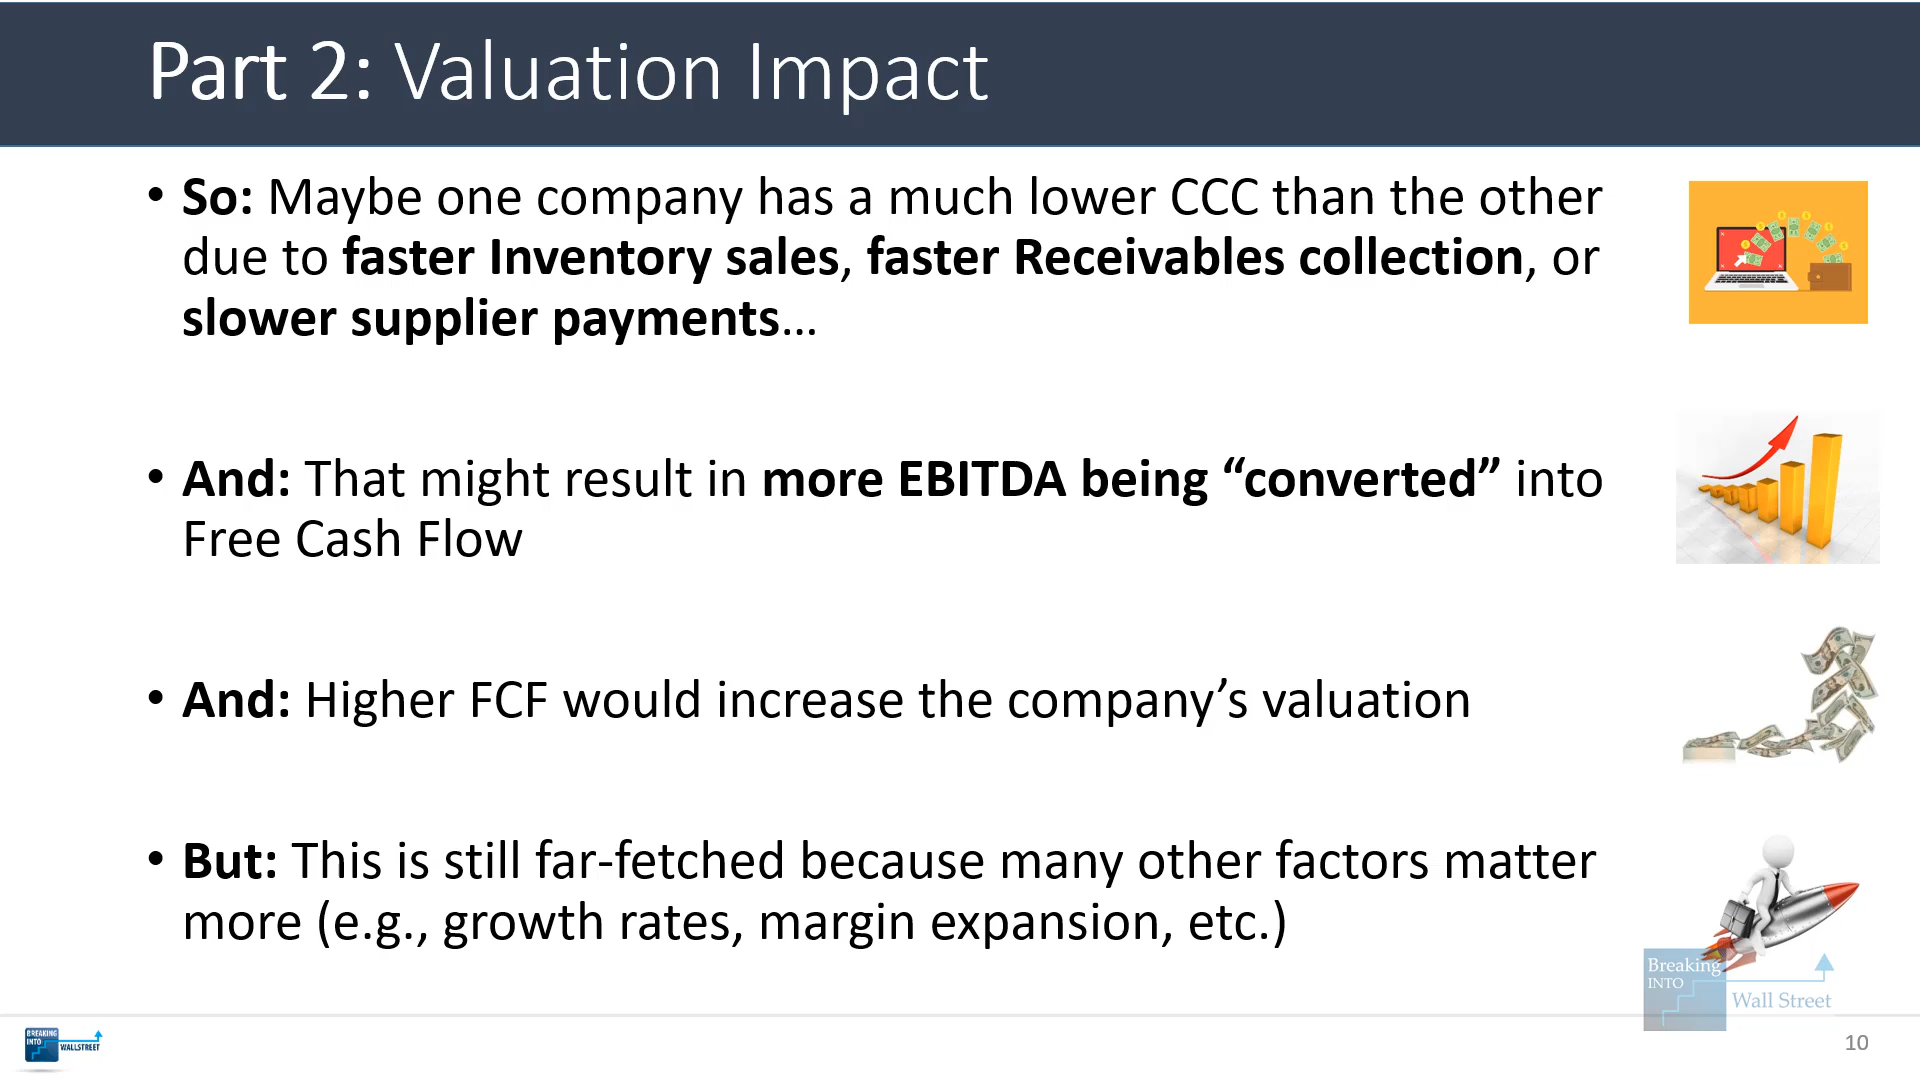 Part 2: Valuation Impact
• So: Maybe one company has a much lower CCC than the other
due to faster Inventory sales, faster Receivables collection, or
slower supplier payments…
• And: That might result in more EBITDA being “converted” into
Free Cash Flow
• And: Higher FCF would increase the company’s valuation
• But: This is still far-fetched because many other factors matter
more (e.g., growth rates, margin expansion, etc.)
Breaking
INTO
Wall Street
BREAKING
INTO
WALLSTREET
10